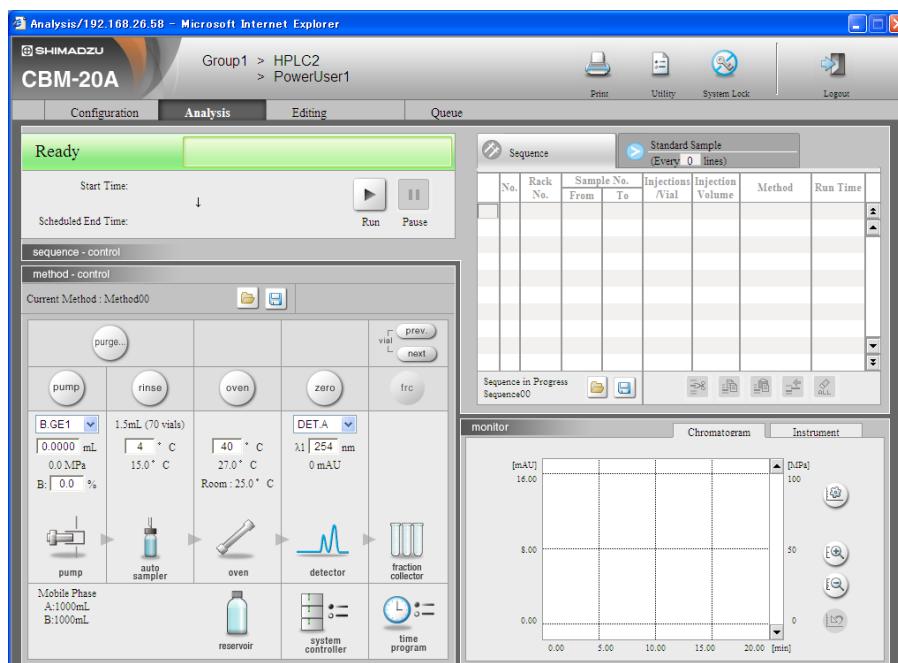 Analysis/192.168.26.58 - Microsoft Internet Explorer
SHIMADZU
CBM-20A
Group1 > HPLC2
> PowerUser1
Print
Utility
System Lock
Logout
Configuration
Analysis
Editing
Queue
Ready
Start Time:
↓
Scheduled End Time:
Run
Pause
sequence - control
method - control
Current Method : Method00
purge...
vial
prev.
next
pump
rinse
oven
zero
frc
B.GE1
1.5mL (70 vials)
DET.A
0.0000 mL
4 ° C
40 ° C
λ1 254 nm
0.0 MPa
15.0° C
27.0° C
0 mAU
B: 0.0 %
Room : 25.0° C
pump
auto
sampler
oven
detector
fraction
collector
Mobile Phase
A:1000mL
B:1000mL
reservoir
system
controller
time
program
Sequence
Standard Sample
(Every 0 lines)
No.
Rack
No.
Sample No.
From
To
Injections
/Vial
Injection
Volume
Method
Run Time
Sequence in Progress
Sequence00
ALL
monitor
Chromatogram
Instrument
[mAU]
[MPa]
16.00
100
8.00
50
0.00
0
0.00 5.00 10.00 15.00 20.00 [min]